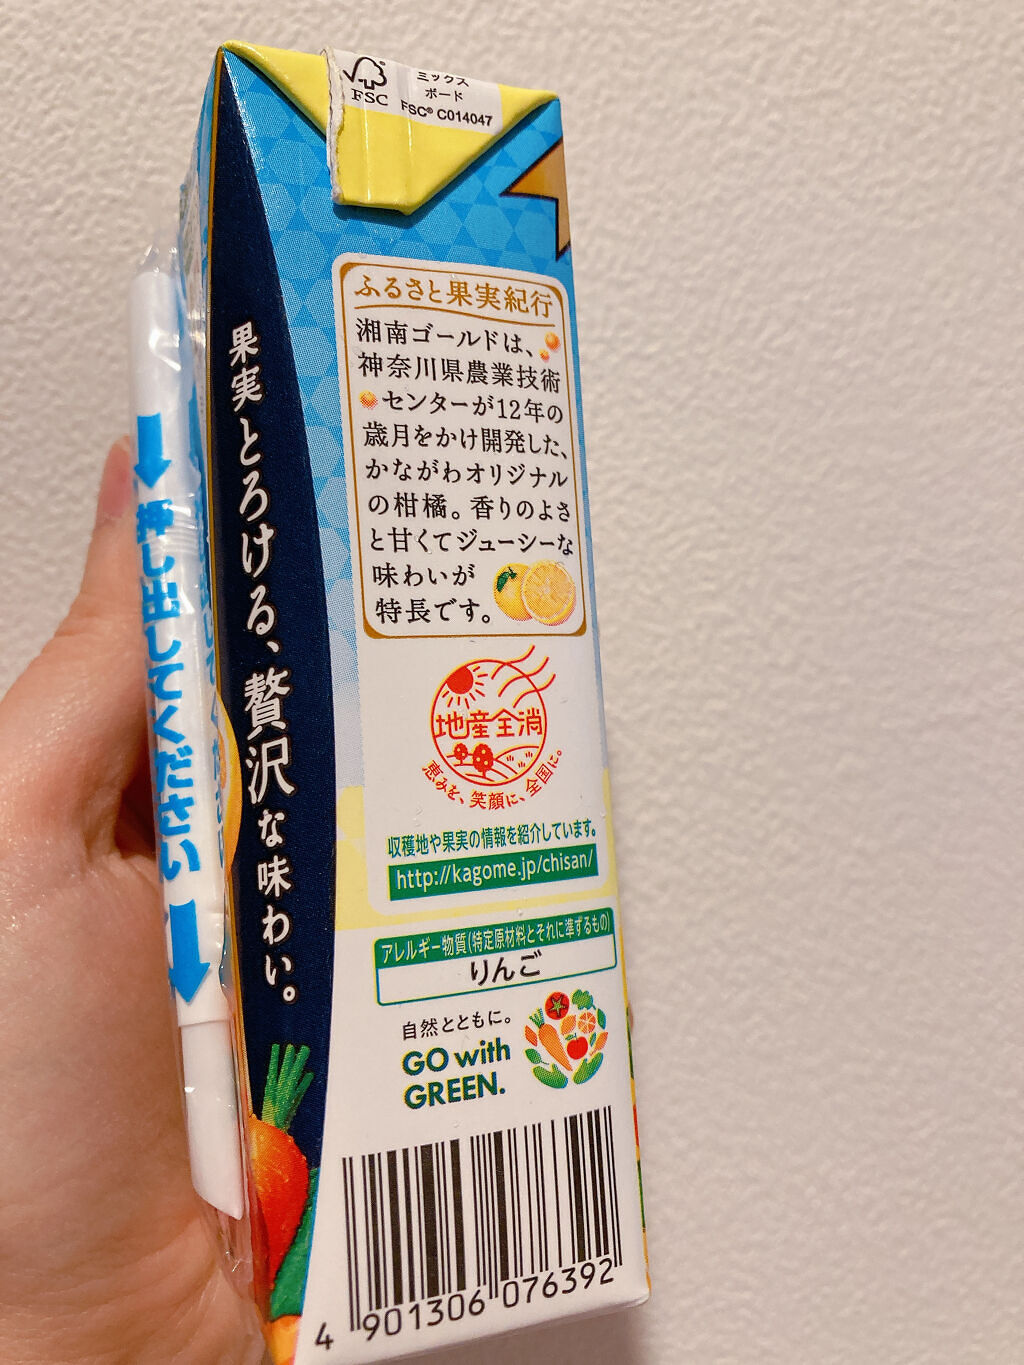 FSC
ミックス
ボード
FSC® C014047
ふるさと果実紀行
湘南ゴールドは、
神奈川県農業技術
センターが12年の
歳月をかけ開発した、
かながわオリジナル
の柑橘。香りのよさ
と甘くてジューシーな
味わいが
特長です。
地産全消
恵みを、笑顔に、全国に。
収穫地や果実の情報を紹介しています。
http://kagome.jp/chisan/
アレルギー物質(特定原材料とそれに準ずるもの)
りんご
自然とともに。
GO with
GREEN.
4 901306 076392
果実とろける、贅沢な味わい。
押し出してください